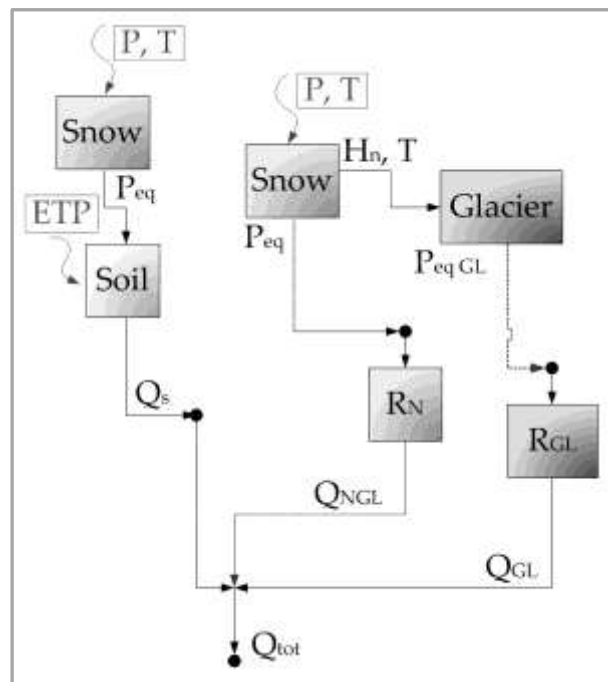 P, T
Snow
Peq
ETP
Soil
Qs
P, T
Snow
Hn, T
Glacier
Peq
Peq GL
RN
RGL
QNGL
QGL
Qtot